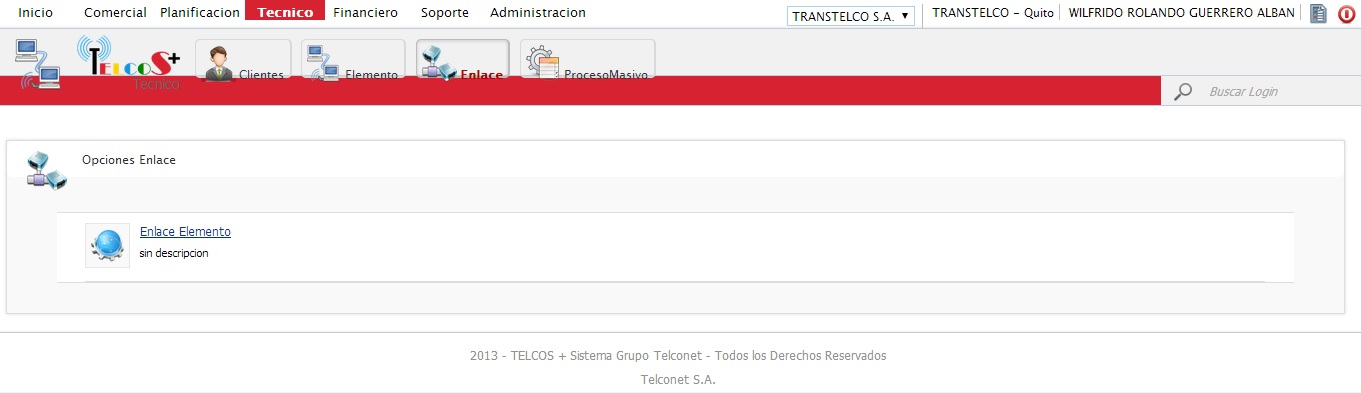 Inicio Comercial Planificacion Tecnico Financiero Soporte Administracion TRANSTELCO S.A. TRANSTELCO - Quito WILFRIDO ROLANDO GUERRERO ALBAN
TELCOS+ Tecnico Clientes Elemento Enlace ProcesoMasivo
Buscar Login
Opciones Enlace
Enlace Elemento
sin descripcion
2013 - TELCOS + Sistema Grupo Telconet - Todos los Derechos Reservados
Telconet S.A.